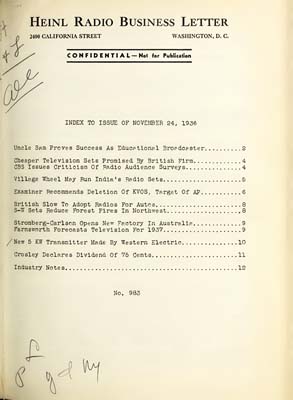 HEINL RADIO BUSINESS LETTER
2400 CALIFORNIA STREET WASHINGTON, D. C.
CONFIDENTIAL—Not for Publication
INDEX TO ISSUE OF NOVEMBER 24, 1936
Uncle Sam Proves Success As Educational Broadcaster..........2
Cheaper Television Sets Promised By British Firm............4
CBS Issues Criticism Of Radio Audience Surveys..............4
Village Wheel May Run India's Radio Sets....................5
Examiner Recommends Deletion Of KVOS, Target Of AP..........6
British Slow To Adopt Radios For Autos......................8
S-W Sets Reduce Forest Fires In Northwest...................8
Stromberg-Carlson Opens New Factory In Australia............9
Farnsworth Forecasts Television For 1937....................9
New 5 KW Transmitter Made By Western Electric..............10
Crosley Declares Dividend Of 75 Cents......................11
Industry Notes.............................................12
No. 983